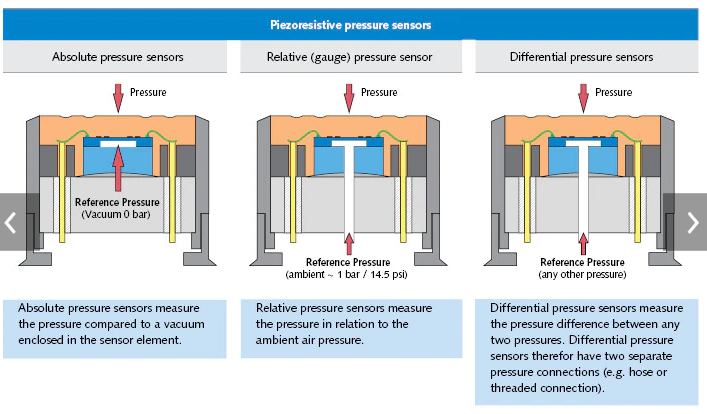 Piezoresistive pressure sensors
Absolute pressure sensors
Relative (gauge) pressure sensor
Differential pressure sensors
Pressure
Pressure
Pressure
Reference Pressure
(Vacuum 0 bar)
Reference Pressure
(ambient ~ 1 bar / 14.5 psi)
Reference Pressure
(any other pressure)
Absolute pressure sensors measure
the pressure compared to a vacuum
enclosed in the sensor element.
Relative pressure sensors measure
the pressure in relation to the
ambient air pressure.
Differential pressure sensors measure
the pressure difference between any
two pressures. Differential pressure
sensors therefor have two separate
pressure connections (e.g. hose or
threaded connection).